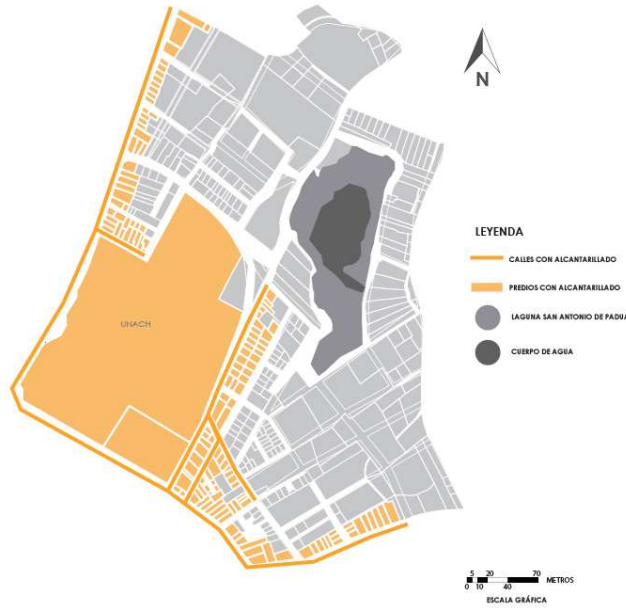 N
LEYENDA
CALLES CON ALCANTARILLADO
PREDIOS CON ALCANTARILLADO
UNACH
LAGUNA SAN ANTONIO DE PADUA
CUERPO DE AGUA
5 20 70
METROS
0 10 40
ESCALA GRÁFICA